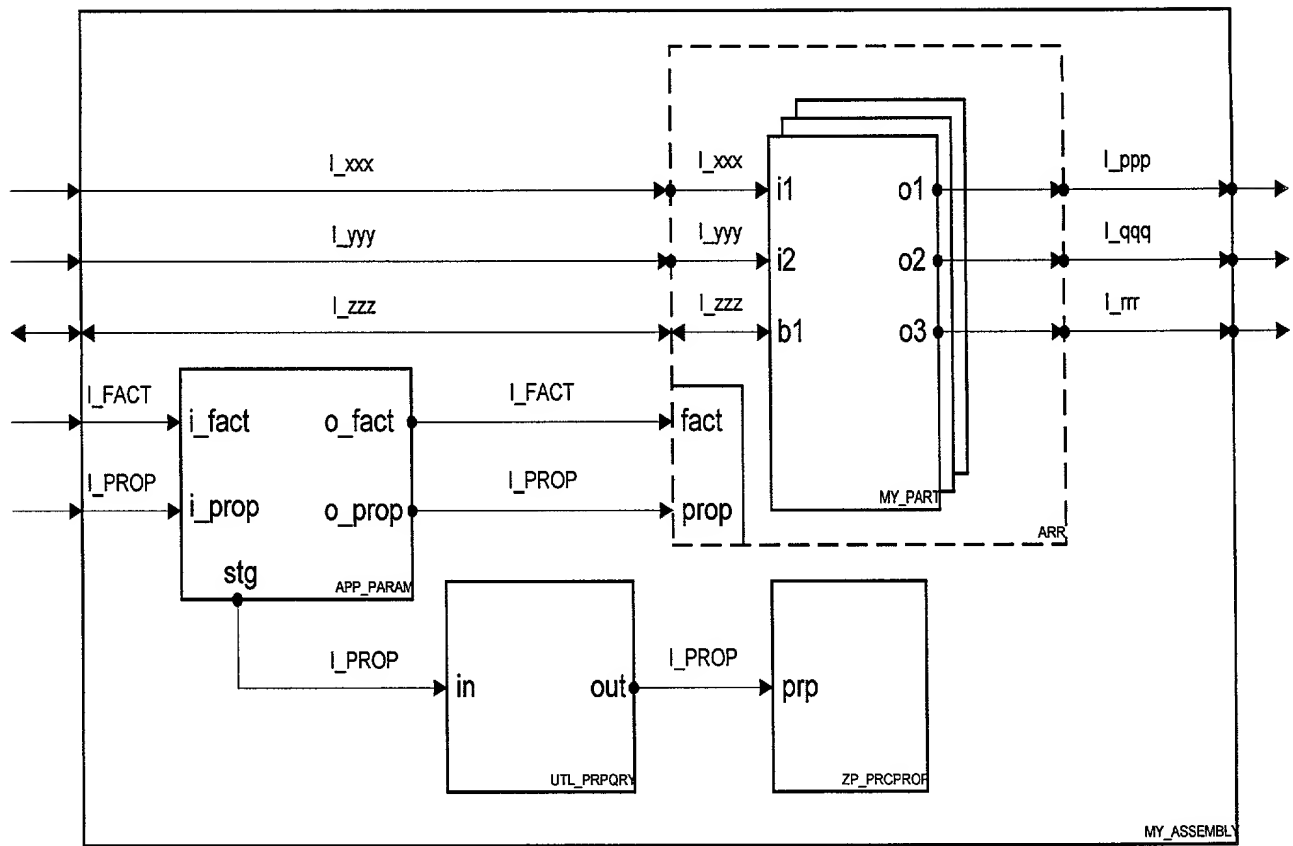 I_xxx
I_xxx
I_ppp
i1
o1
I_yyy
I_yyy
I_qqq
i2
o2
I_zzz
I_zzz
I_rrr
b1
o3
I_FACT
I_FACT
i_fact
o_fact
fact
I_PROP
I_PROP
i_prop
o_prop
prop
MY_PART
ARR
stg
APP_PARAM
I_PROP
I_PROP
in
out
prp
UTL_PRPQRY
ZP_PRCPROP
MY_ASSEMBLY